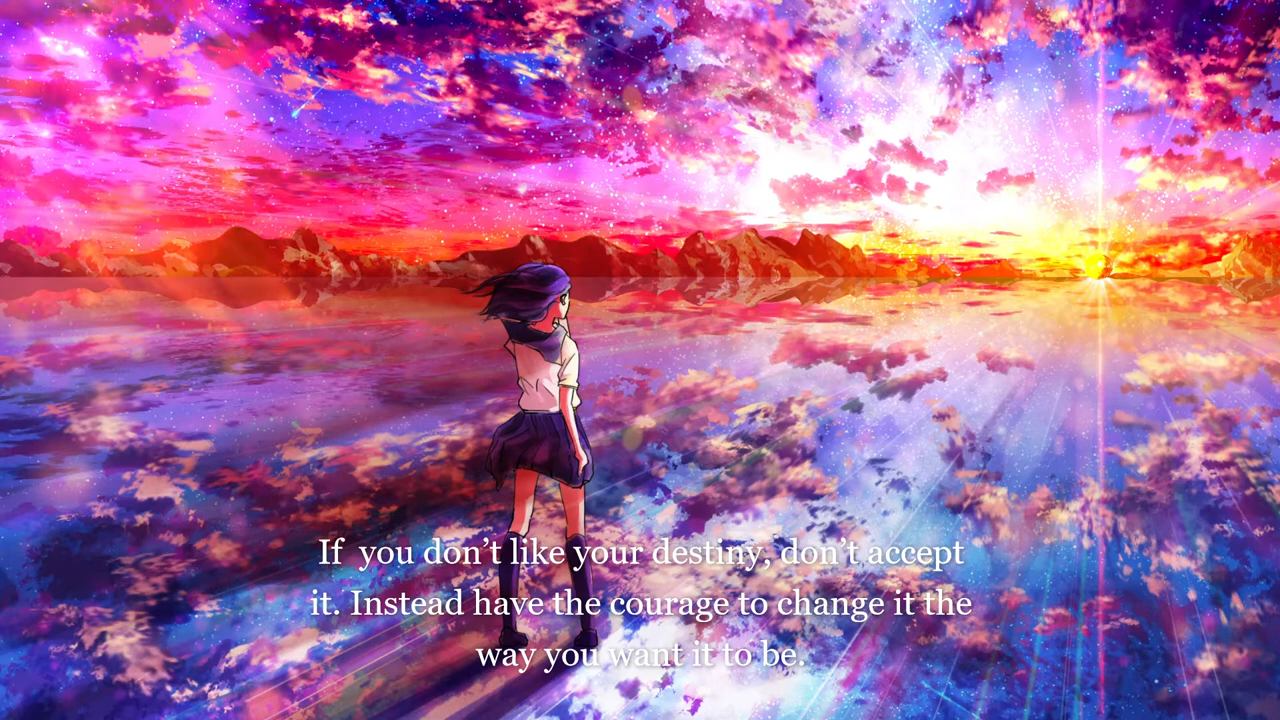 If  you don’t like your destiny, don’t accept
it. Instead have the courage to change it the
way you want it to be.